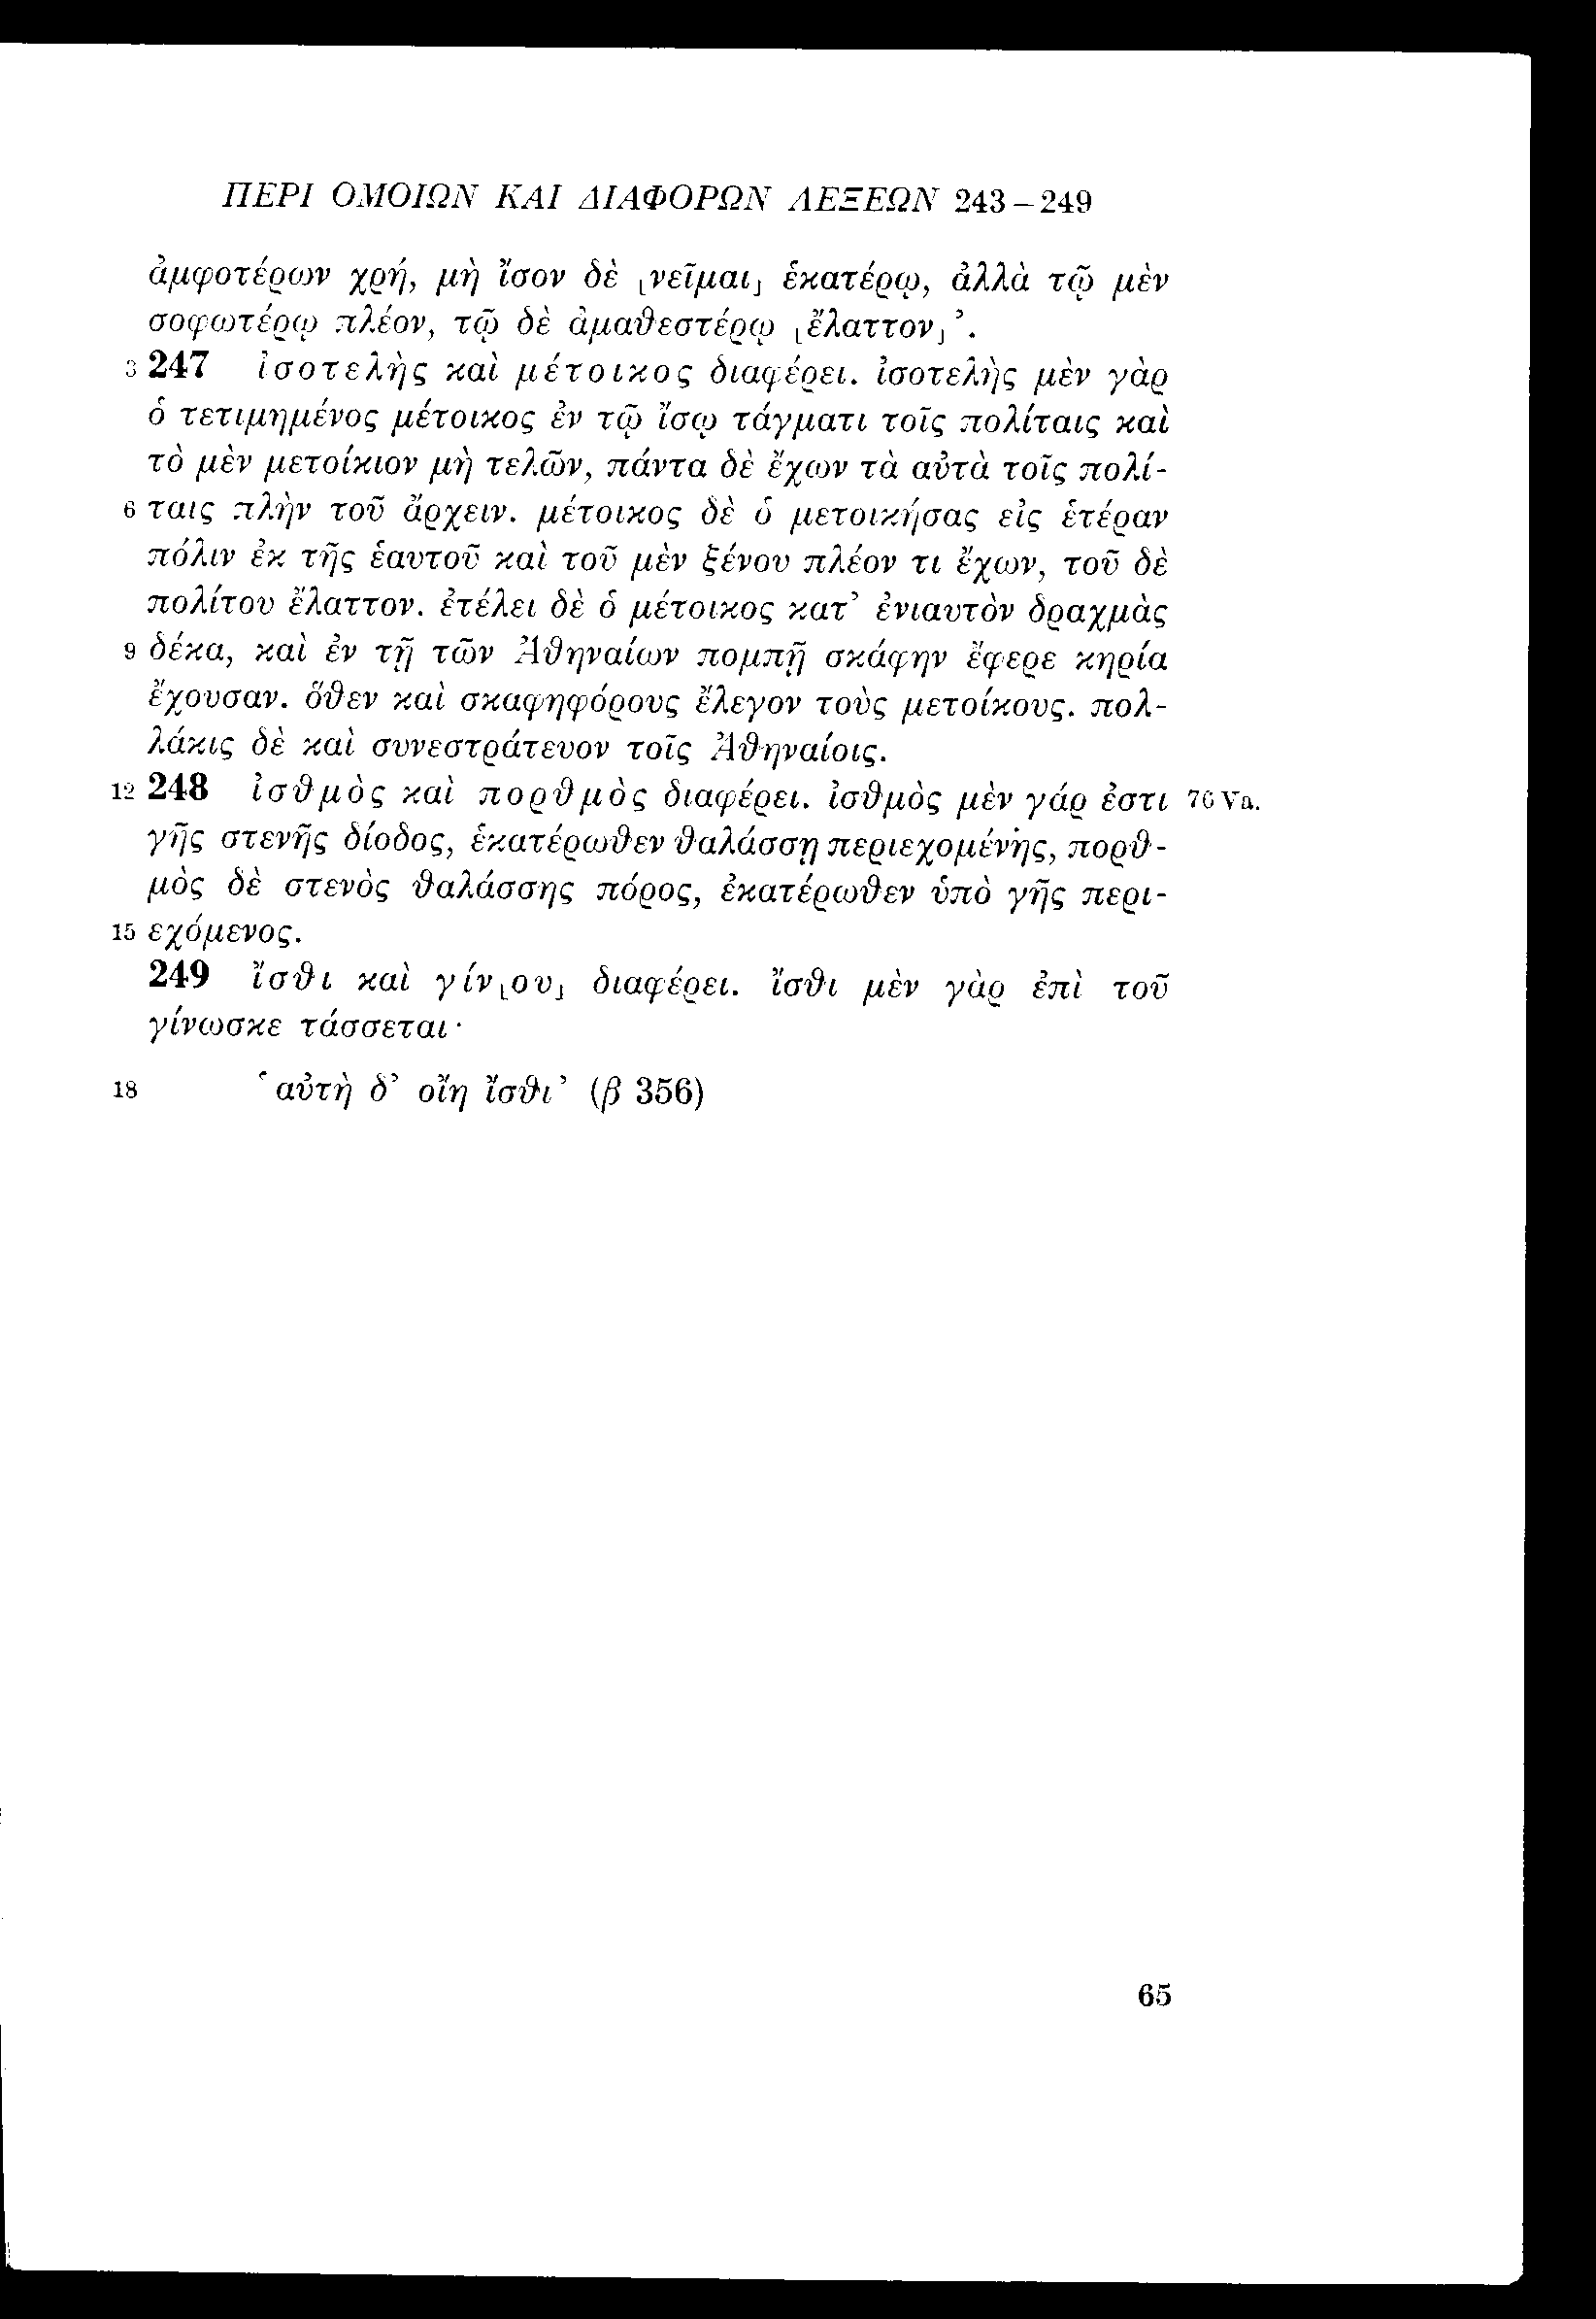 ΠΕΡΙ ΟΜΟΙΩΝ ΚΑΙ ΔΙΑΦΟΡΩΝ ΛΕΞΕΩΝ 243 – 249
ἀμφοτέρων χρή, μὴ ἴσον δὲ ⌊νεῖμαι⌋ ἑκατέρῳ, ἀλλὰ τῷ μὲν
σοφωτέρῳ πλέον, τῷ δὲ ἀμαθεστέρῳ ⌊ἔλαττον⌋’.
3 247 ἰσοτελὴς καὶ μέτοικος διαφέρει. ἰσοτελὴς μὲν γὰρ
ὁ τετιμημένος μέτοικος ἐν τῷ ἴσῳ τάγματι τοῖς πολίταις καὶ
τὸ μὲν μετοίκιον μὴ τελῶν, πάντα δὲ ἔχων τὰ αὐτὰ τοῖς πολί-
6 ταις πλὴν τοῦ ἄρχειν. μέτοικος δὲ ὁ μετοικήσας εἰς ἑτέραν
πόλιν ἐκ τῆς ἑαυτοῦ καὶ τοῦ μὲν ξένου πλέον τι ἔχων, τοῦ δὲ
πολίτου ἔλαττον. ἐτέλει δὲ ὁ μέτοικος κατ’ ἐνιαυτὸν δραχμὰς
9 δέκα, καὶ ἐν τῇ τῶν Ἀθηναίων πομπῇ σκάφην ἔφερε κηρία
ἔχουσαν. ὅθεν καὶ σκαφηφόρους ἔλεγον τοὺς μετοίκους. πολ-
λάκις δὲ καὶ συνεστράτευον τοῖς Ἀθηναίοις.
12 248 ἰσθμὸς καὶ πορθμὸς διαφέρει. ἰσθμὸς μὲν γάρ ἐστι 76 Va.
γῆς στενῆς δίοδος, ἑκατέρωθεν θαλάσσῃ περιεχομένης, πορθ-
μὸς δὲ στενὸς θαλάσσης πόρος, ἑκατέρωθεν ὑπὸ γῆς περι-
15 εχόμενος.
249 ἴσθι καὶ γίν⌊ου⌋ διαφέρει. ἴσθι μὲν γὰρ ἐπὶ τοῦ
γίνωσκε τάσσεται·
18 ‘αὐτὴ δ’ οἴη ἴσθι’ (β 356)
65